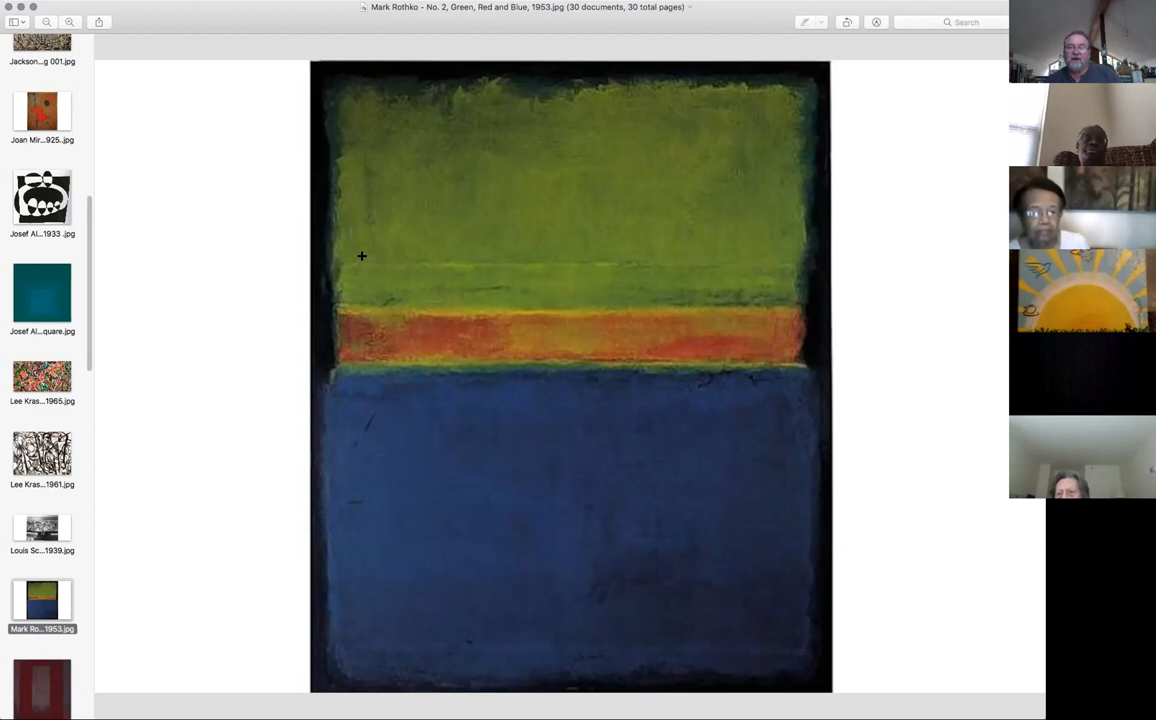 Mark Rothko - No. 2, Green, Red and Blue, 1953.jpg (30 documents, 30 total pages)
Search
Jackson...g 001.jpg
Joan Mir...925..jpg
Josef Al...1933 .jpg
Josef Al...quare.jpg
Lee Kras...1965.jpg
Lee Kras...1961.jpg
Louis Sc...1939.jpg
Mark Ro...1953.jpg